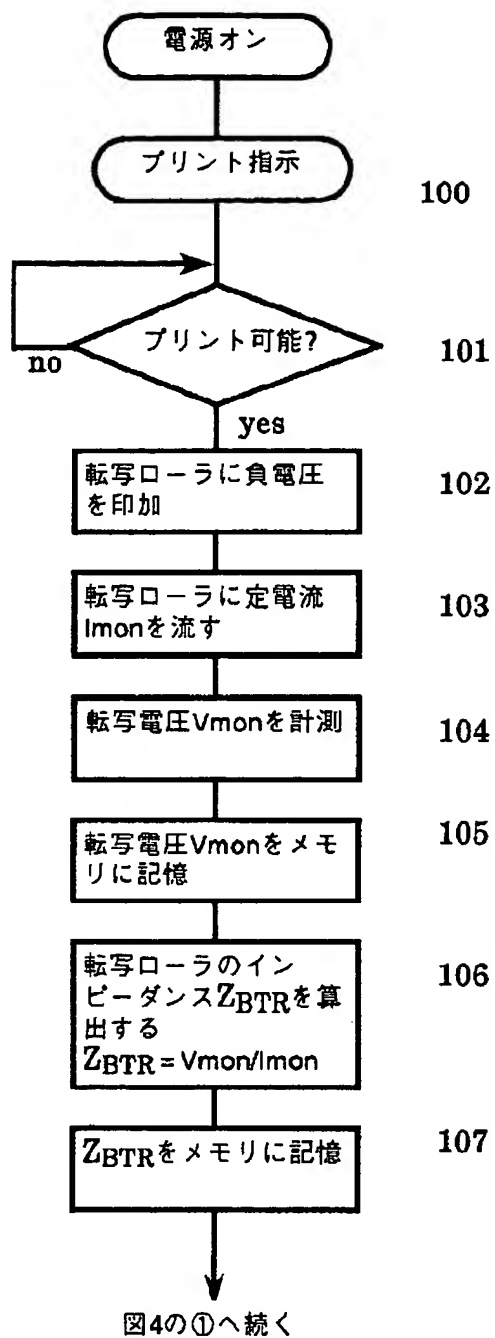 電源オン
プリント指示
100
プリント可能?
101
no
yes
転写ローラに負電圧
を印加
102
転写ローラに定電流
Imonを流す
103
転写電圧Vmonを計測
104
転写電圧Vmonをメモ
リに記憶
105
転写ローラのイン
ピーダンスZBTRを算
出する
ZBTR=Vmon/Imon
106
ZBTRをメモリに記憶
107
図4の①へ続く